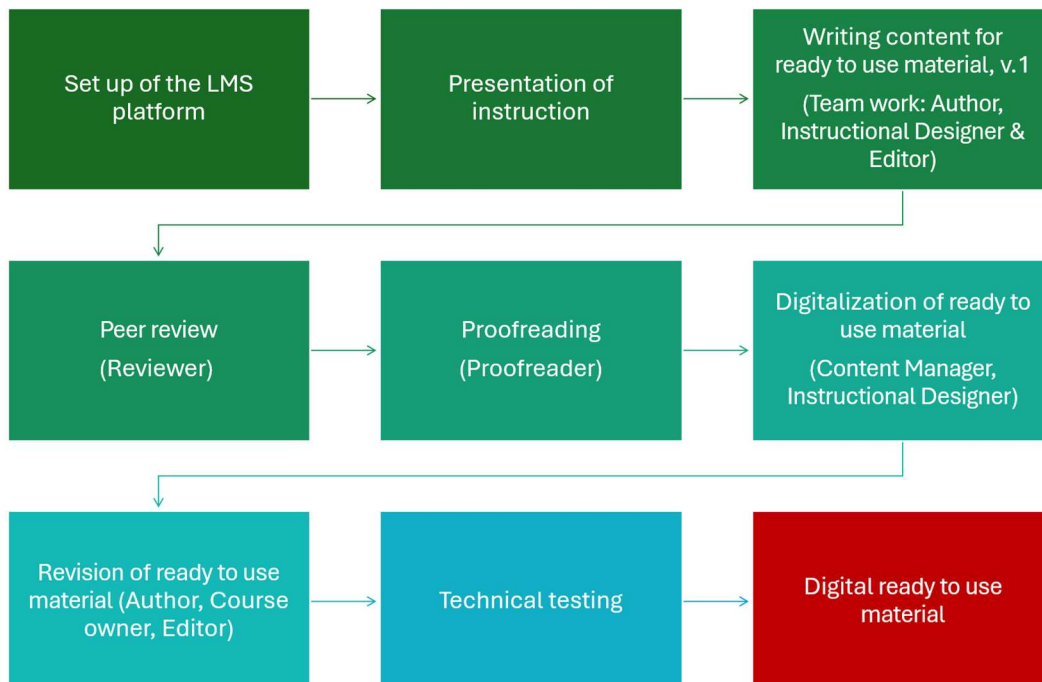 Set up of the LMS
platform
Presentation of
instruction
Writing content for
ready to use material, v.1
(Team work: Author,
Instructional Designer &
Editor)
Peer review
(Reviewer)
Proofreading
(Proofreader)
Digitalization of ready to
use material
(Content Manager,
Instructional Designer)
Revision of ready to use
material (Author, Course
owner, Editor)
Technical testing
Digital ready to use
material